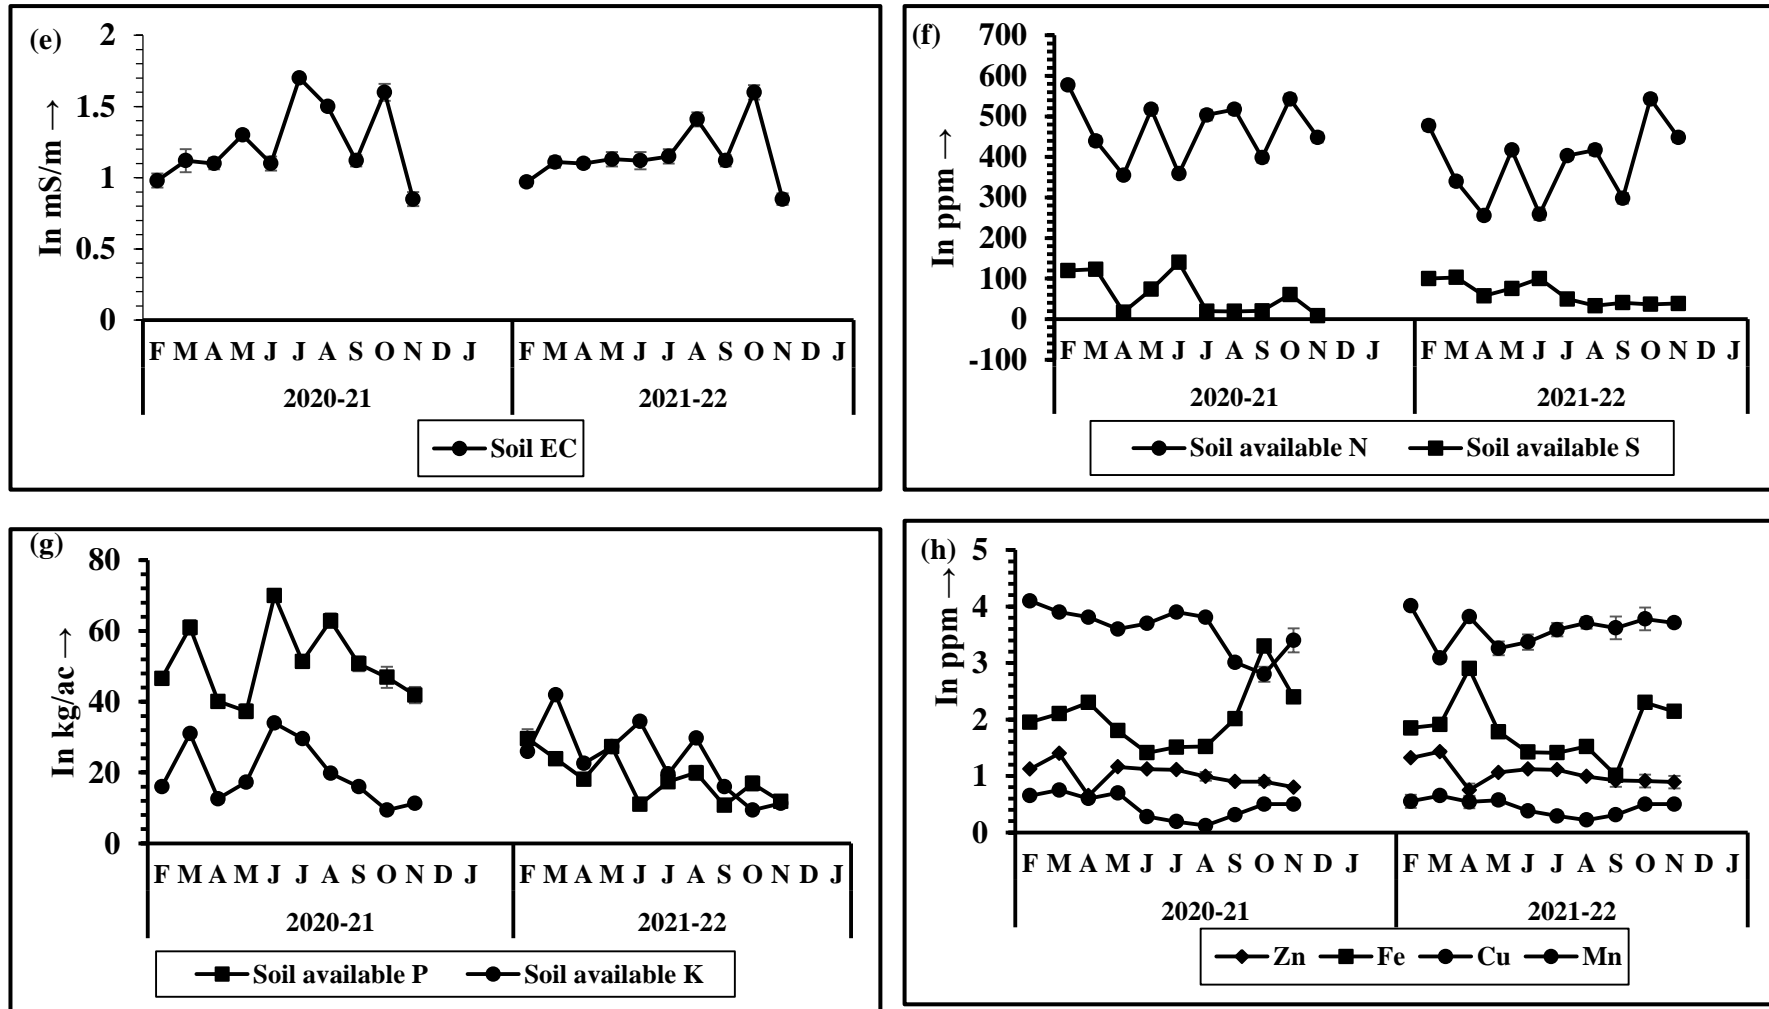 (e)
In mS/m →
2
1.5
1
0.5
0
F M A M J J A S O N D J F M A M J J A S O N D J
2020-21 2021-22
Soil EC
(f)
In ppm →
700
600
500
400
300
200
100
0
-100
F M A M J J A S O N D J F M A M J J A S O N D J
2020-21 2021-22
Soil available N Soil available S
(g)
In kg/ac →
80
60
40
20
0
F M A M J J A S O N D J F M A M J J A S O N D J
2020-21 2021-22
Soil available P Soil available K
(h)
In ppm →
5
4
3
2
1
0
F M A M J J A S O N D J F M A M J J A S O N D J
2020-21 2021-22
Zn Fe Cu Mn